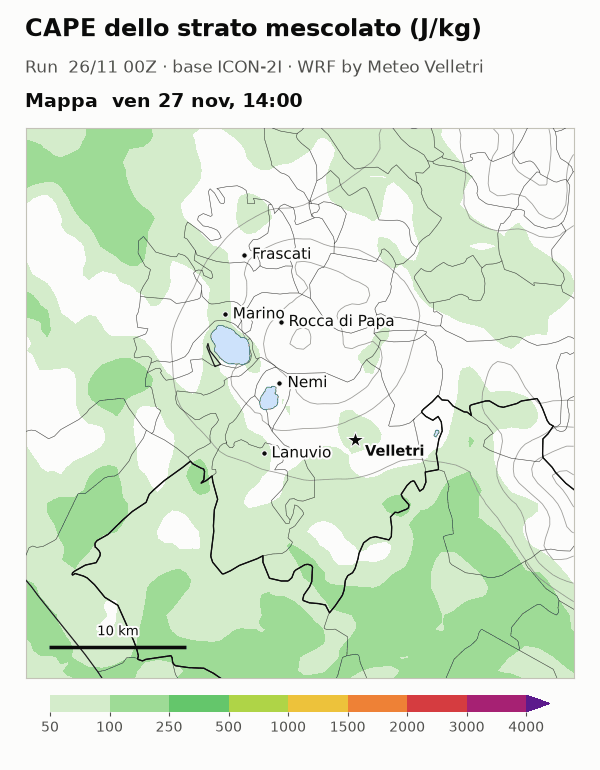 CAPE dello strato mescolato (J/kg)
Run  26/11 00Z · base ICON-2I · WRF by Meteo Velletri
Mappa  ven 27 nov, 14:00
Frascati
Marino
Rocca di Papa
Nemi
Velletri
Lanuvio
10 km
50 100 250 500 1000 1500 2000 3000 4000